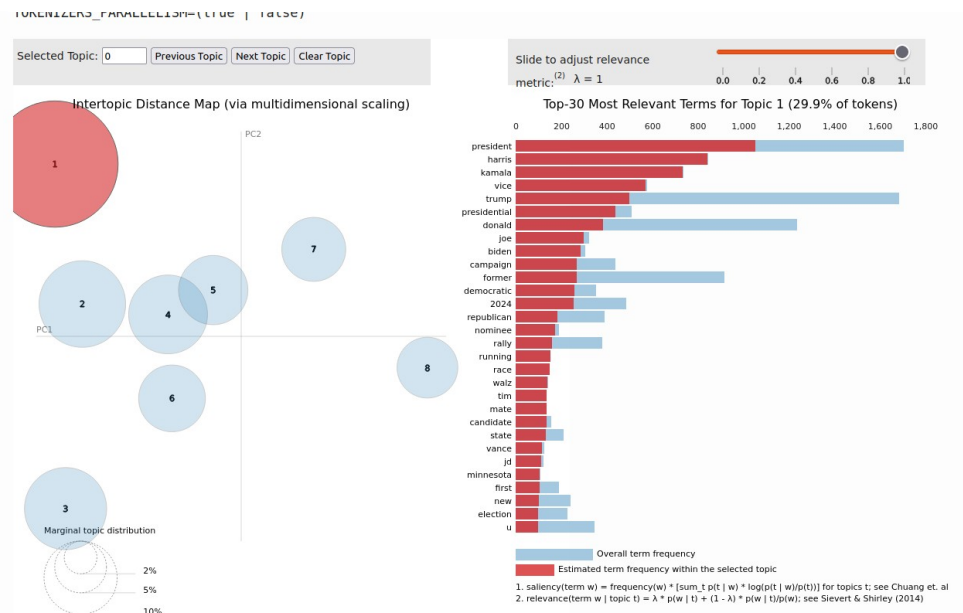 TOKENIZERS_PARALLELISM=(true | false)
Selected Topic: 0 Previous Topic Next Topic Clear Topic
Slide to adjust relevance
metric:(2) λ = 1
0.0 0.2 0.4 0.6 0.8 1.0
Intertopic Distance Map (via multidimensional scaling)
PC2
PC1
1
7
5
2
4
8
6
3
Marginal topic distribution
2%
5%
10%
Top-30 Most Relevant Terms for Topic 1 (29.9% of tokens)
0 200 400 600 800 1,000 1,200 1,400 1,600 1,800
president
harris
kamala
vice
trump
presidential
donald
joe
biden
campaign
former
democratic
2024
republican
nominee
rally
running
race
walz
tim
mate
candidate
state
vance
jd
minnesota
first
new
election
u
Overall term frequency
Estimated term frequency within the selected topic
1. saliency(term w) = frequency(w) * [sum_t p(t | w) * log(p(t | w)/p(t))] for topics t; see Chuang et. al
2. relevance(term w | topic t) = λ * p(w | t) + (1 - λ) * p(w | t)/p(w); see Sievert & Shirley (2014)